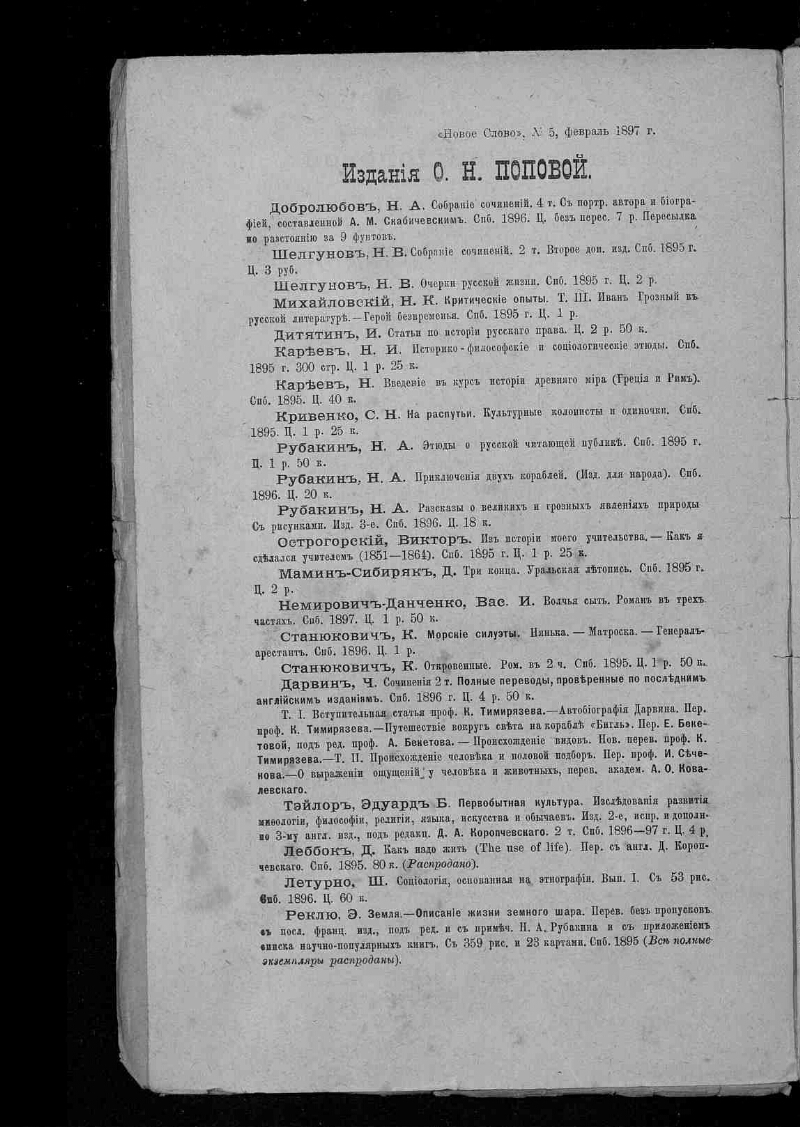 «Новое Слово», № 5, февраль 1897 г.
Изданія О. Н. ПОПОВОЙ.
Добролюбовъ, Н. А. Собраніе сочиненій. 4 т. Съ портр. автора и біогра-
фіей, составленной А. М. Скабичевскимъ. Спб. 1896. Ц. безъ перес. 7 р. Пересылка
по разстоянію за 9 фунтовъ.
Шелгуновъ, Н. В. Собраніе сочиненій. 2 т. Второе доп. изд. Спб. 1895 г.
Ц. 3 руб.
Шелгуновъ, Н. В. Очерки русской жизни. Спб. 1895 г. Ц. 2 р.
Михайловскій, Н. К. Критическіе опыты. Т. III. Иванъ Грозный въ
русской литературѣ.—Герой безвременья. Спб. 1895 г. Ц. 1 р.
Дитятинъ, И. Статьи по исторіи русскаго права. Ц. 2 р. 50 к.
Карѣевъ, Н. И. Историко-философскіе и соціологическіе этюды. Спб.
1895 г. 300 стр. Ц. 1 р. 25 к.
Карѣевъ, Н. Введеніе въ курсъ исторіи древняго міра (Греція и Римъ).
Спб. 1895. Ц. 40 к.
Кривенко, С. Н. На распутьи. Культурные колонисты и одиночки. Спб.
1895. Ц. 1 р. 25 к.
Рубакинъ, Н. А. Этюды о русской читающей публикѣ. Спб. 1895 г.
Ц. 1 р. 50 к.
Рубакинъ, Н. А. Приключенія двухъ кораблей. (Изд. для народа). Спб.
1896. Ц. 20 к.
Рубакинъ, Н. А. Разсказы о великихъ и грозныхъ явленіяхъ природы
Съ рисунками. Изд. 3-е. Спб. 1896. Ц. 18 к.
Острогорскій, Викторъ. Изъ исторіи моего учительства.—Какъ я
сдѣлался учителемъ (1851—1864). Спб. 1895 г. Ц. 1 р. 25 к.
Маминъ-Сибирякъ, Д. Три конца. Уральская лѣтопись. Спб. 1895 г.
Ц. 2 р.
Немировичъ-Данченко, Вас. И. Волчья сыть. Романъ въ трехъ
частяхъ. Спб. 1897. Ц. 1 р. 50 к.
Станюковичъ, К. Морскіе силуэты. Нянька. — Матроска. — Генералъ-
арестантъ. Спб. 1896. Ц. 1 р.
Станюковичъ, К. Откровенные. Ром. въ 2 ч. Спб. 1895. Ц. 1 р. 50 к.
Дарвинъ, Ч. Сочиненія 2 т. Полные переводы, провѣренные по послѣднимъ
англійскимъ изданіямъ. Спб. 1896 г. Ц. 4 р. 50 к.
Т. I. Вступительная статья проф. К. Тимирязева.—Автобіографія Дарвина. Пер.
проф. К. Тимирязева.—Путешествіе вокругъ свѣта на кораблѣ «Бигль». Пер. Е. Беке-
товой, подъ ред. проф. А. Бекетова. — Происхожденіе видовъ. Нов. перев. проф. К.
Тимирязева.—Т. II. Происхожденіе человѣка и половой подборъ. Пер. проф. И. Сѣче-
нова.—О выраженіи ощущеній у человѣка и животныхъ, перев. академ. А. О. Кова-
левскаго.
Тэйлоръ, Эдуардъ Б. Первобытная культура. Изслѣдованія развитія
миѳологіи, философіи, религіи, языка, искусства и обычаевъ. Изд. 2-е, испр. и дополн-
по 3-му англ. изд., подъ редакц. Д. А. Коропчевскаго. 2 т. Спб. 1896—97 г. Ц. 4 р.
Леббокъ, Д. Какъ надо жить (The use of life). Пер. съ англ. Д. Короп-
чевскаго. Спб. 1895. 80 к. (Распродано).
Летурно, Ш. Соціологія, основанная на этнографіи. Вып. I. Съ 53 рис.
Спб. 1896. Ц. 60 к.
Реклю, Э. Земля.—Описаніе жизни земного шара. Перев. безъ пропусковъ
съ посл. франц. изд., подъ ред. и съ примѣч. Н. А. Рубакина и съ приложеніемъ
списка научно-популярныхъ книгъ. Съ 359 рис. и 23 картами. Спб. 1895 (Всѣ полные
экземпляры распроданы).